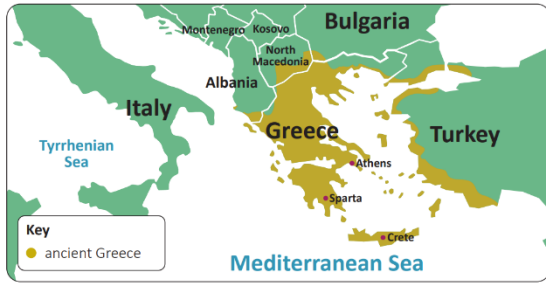 Montenegro
Kosovo
Bulgaria
North
Macedonia
Albania
Italy
Greece
Turkey
Tyrrhenian
Sea
Athens
Sparta
Crete
Key
ancient Greece
Mediterranean Sea